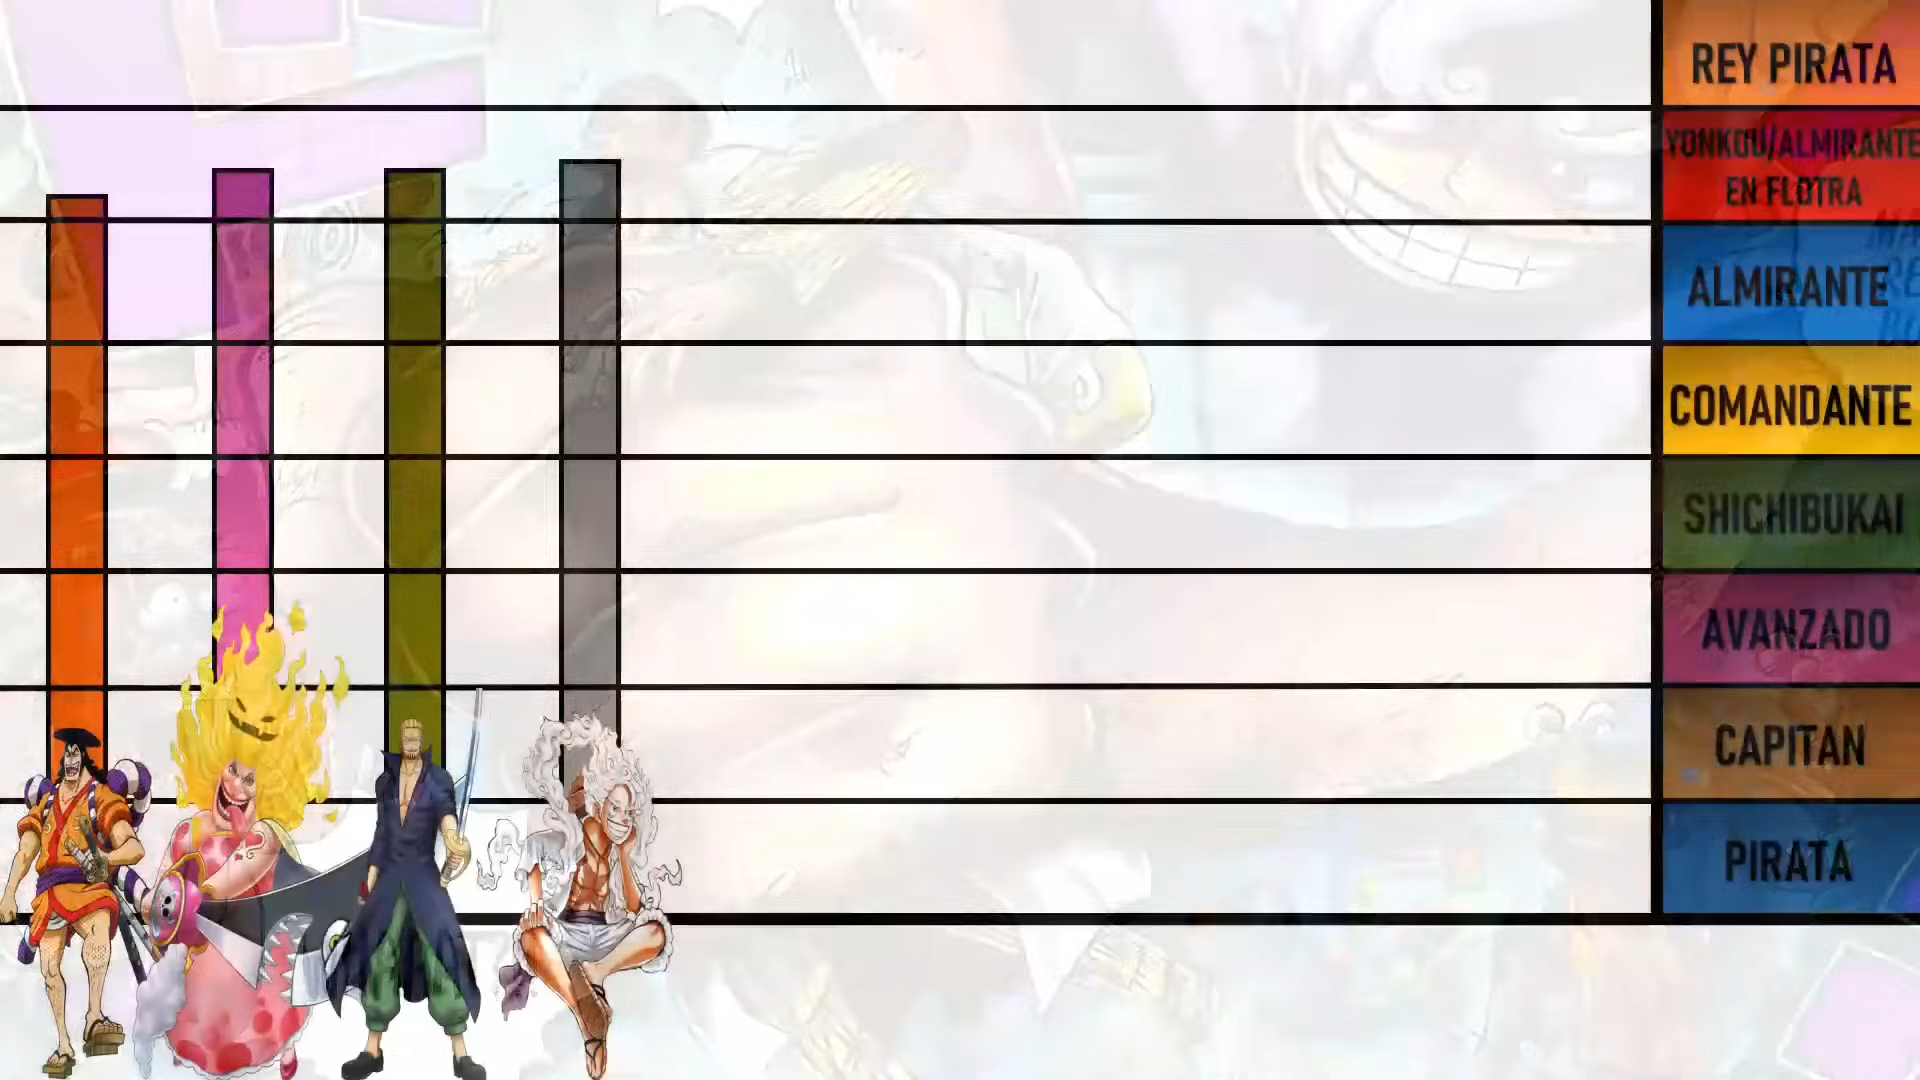 REY PIRATA
YONKOU/ALMIRANTE
EN FLOTRA
ALMIRANTE
COMANDANTE
SHICHIBUKAI
AVANZADO
CAPITAN
PIRATA